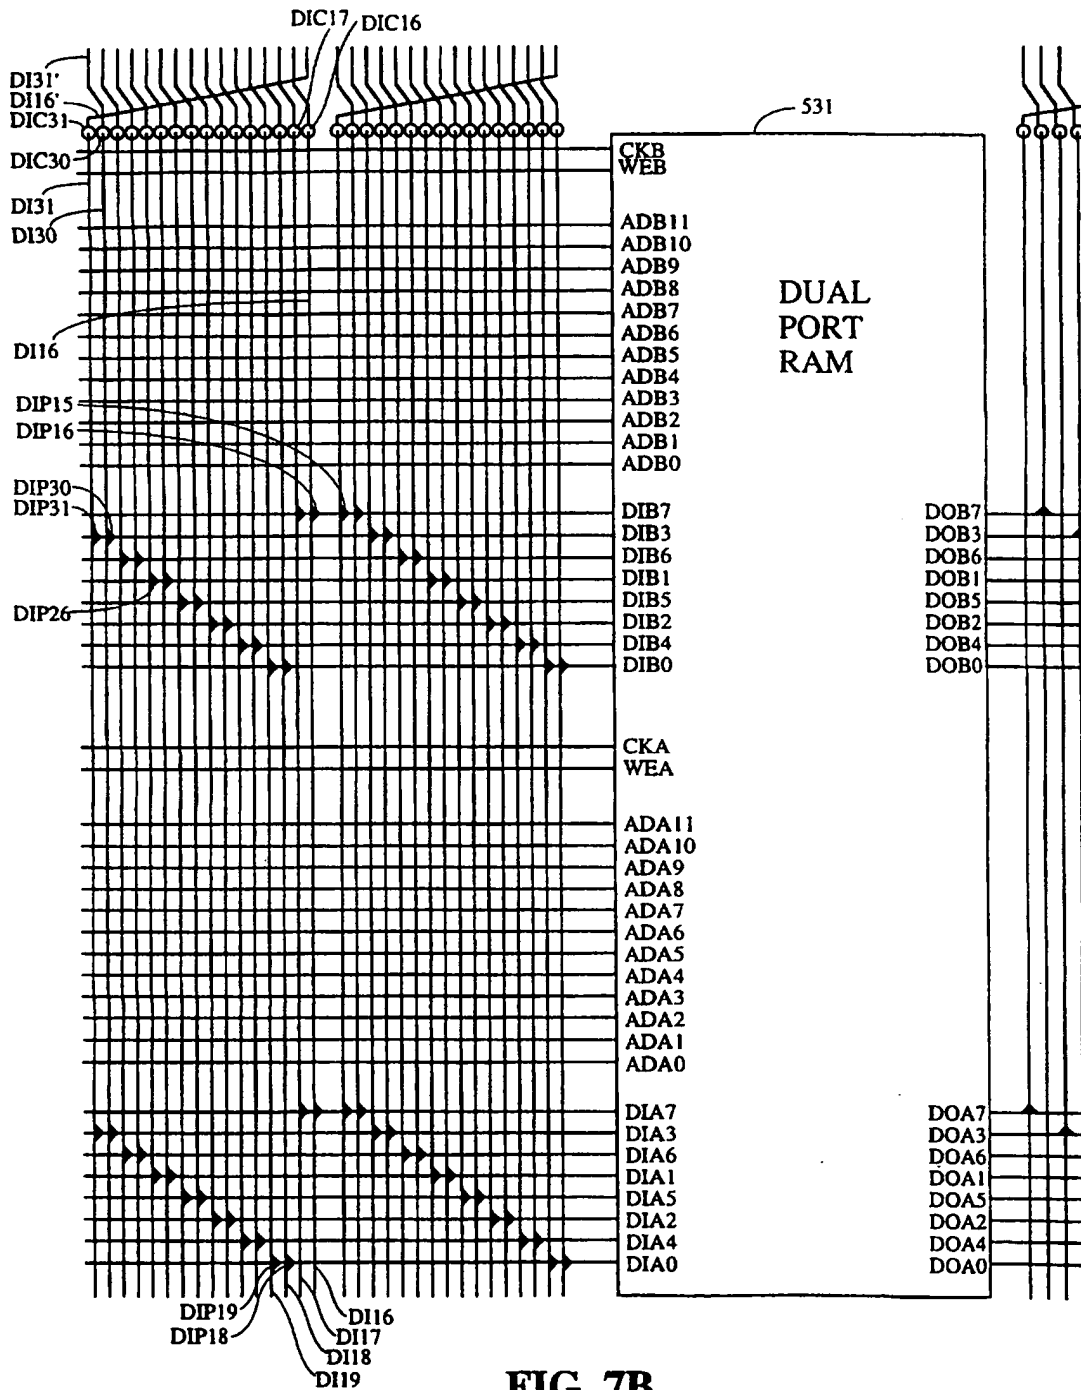 DIC17
DIC16
DI31'
DI16'
DIC31
DIC30
DI31
DI30
DI16
DIP15
DIP16
DIP30
DIP31
DIP26
531
CKB
WEB
ADB11
ADB10
ADB9
ADB8
ADB7
ADB6
ADB5
ADB4
ADB3
ADB2
ADB1
ADB0
DUAL
PORT
RAM
DIB7
DIB3
DIB6
DIB1
DIB5
DIB2
DIB4
DIB0
DOB7
DOB3
DOB6
DOB1
DOB5
DOB2
DOB4
DOB0
CKA
WEA
ADA11
ADA10
ADA9
ADA8
ADA7
ADA6
ADA5
ADA4
ADA3
ADA2
ADA1
ADA0
DIA7
DIA3
DIA6
DIA1
DIA5
DIA2
DIA4
DIA0
DOA7
DOA3
DOA6
DOA1
DOA5
DOA2
DOA4
DOA0
DIP19
DIP18
DI16
DI17
DI18
DI19
FIG. 7B